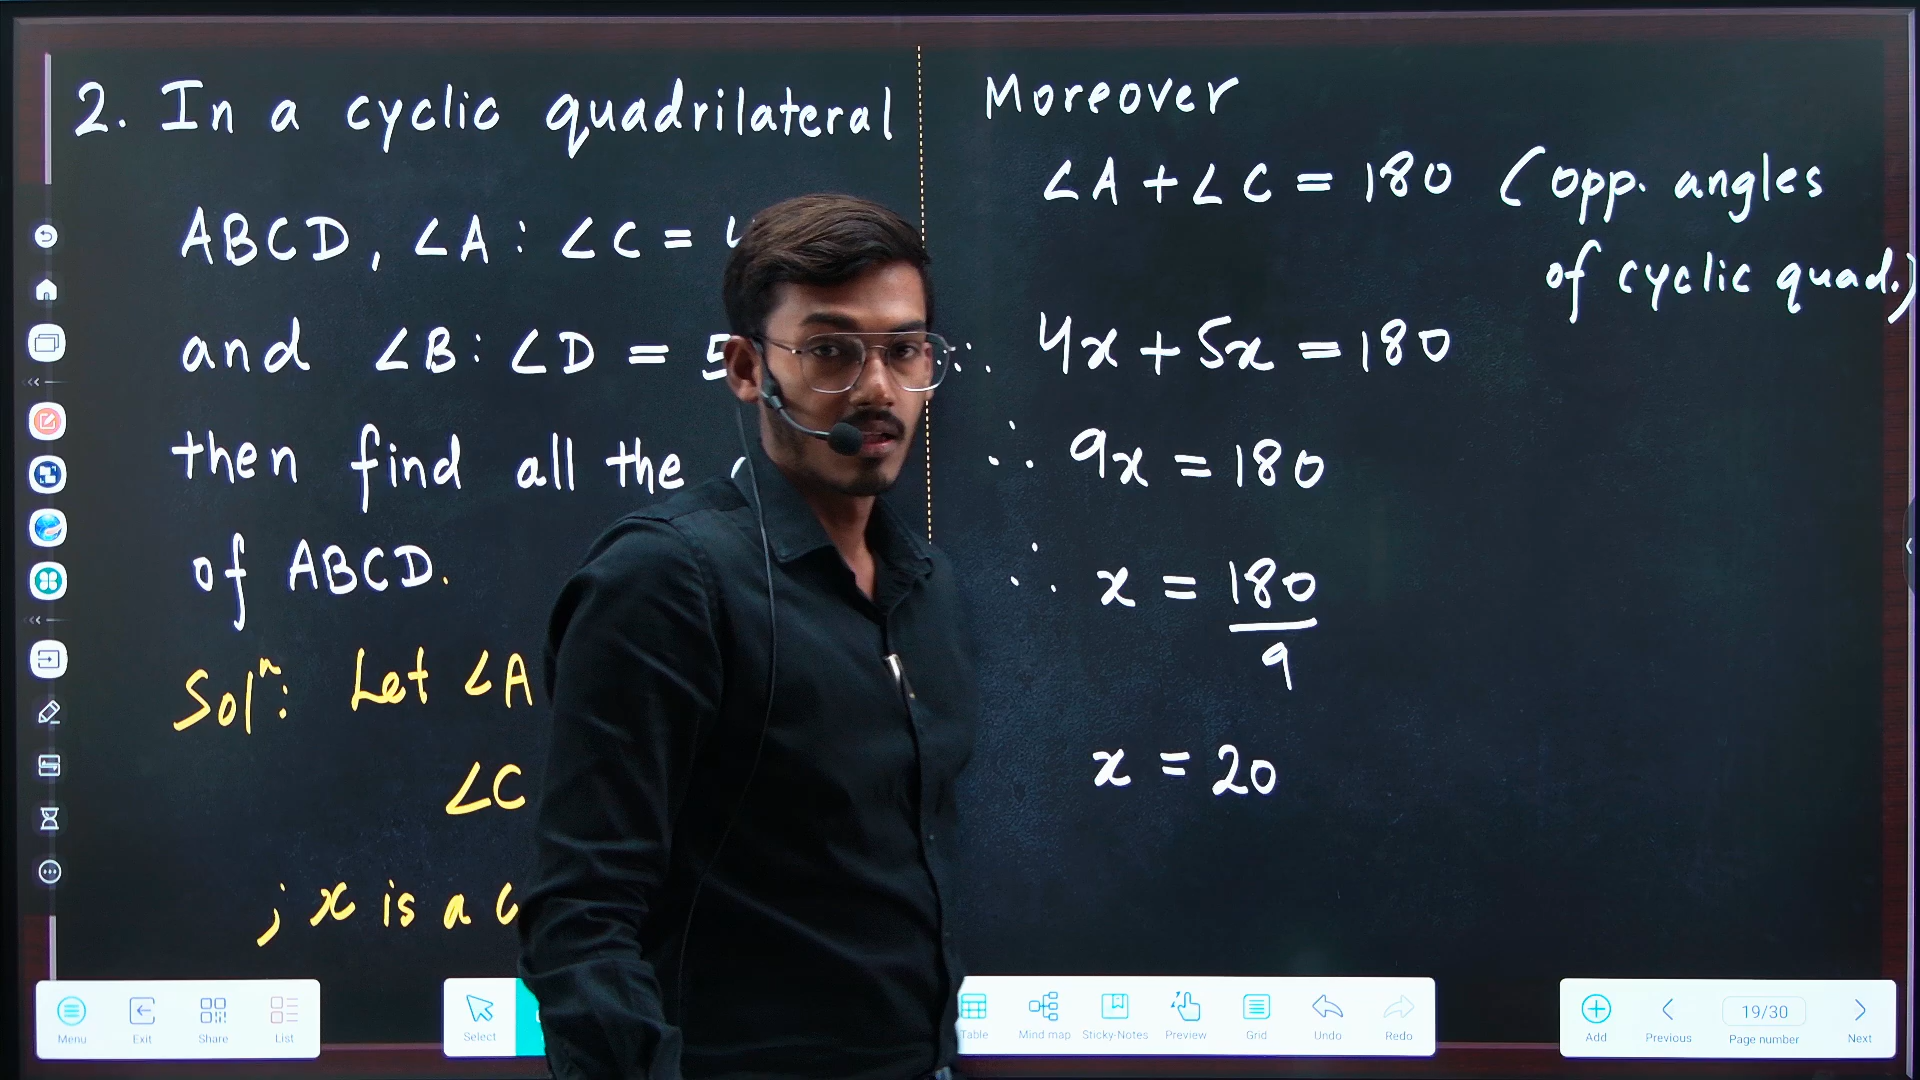 2. In a cyclic quadrilateral
ABCD, ∠A : ∠C = 4
and ∠B : ∠D = 5
then find all the
of ABCD.
Solⁿ: Let ∠A
∠C
; x is a
Moreover
∠A + ∠C = 180 (opp. angles
of cyclic quad.)
∴ 4x + 5x = 180
∴ 9x = 180
∴ x = 180
9
x = 20
Menu Exit Share List
Select
Table Mind map Sticky-Notes Preview Grid Undo Redo
Add Previous 19/30 Next
Page number